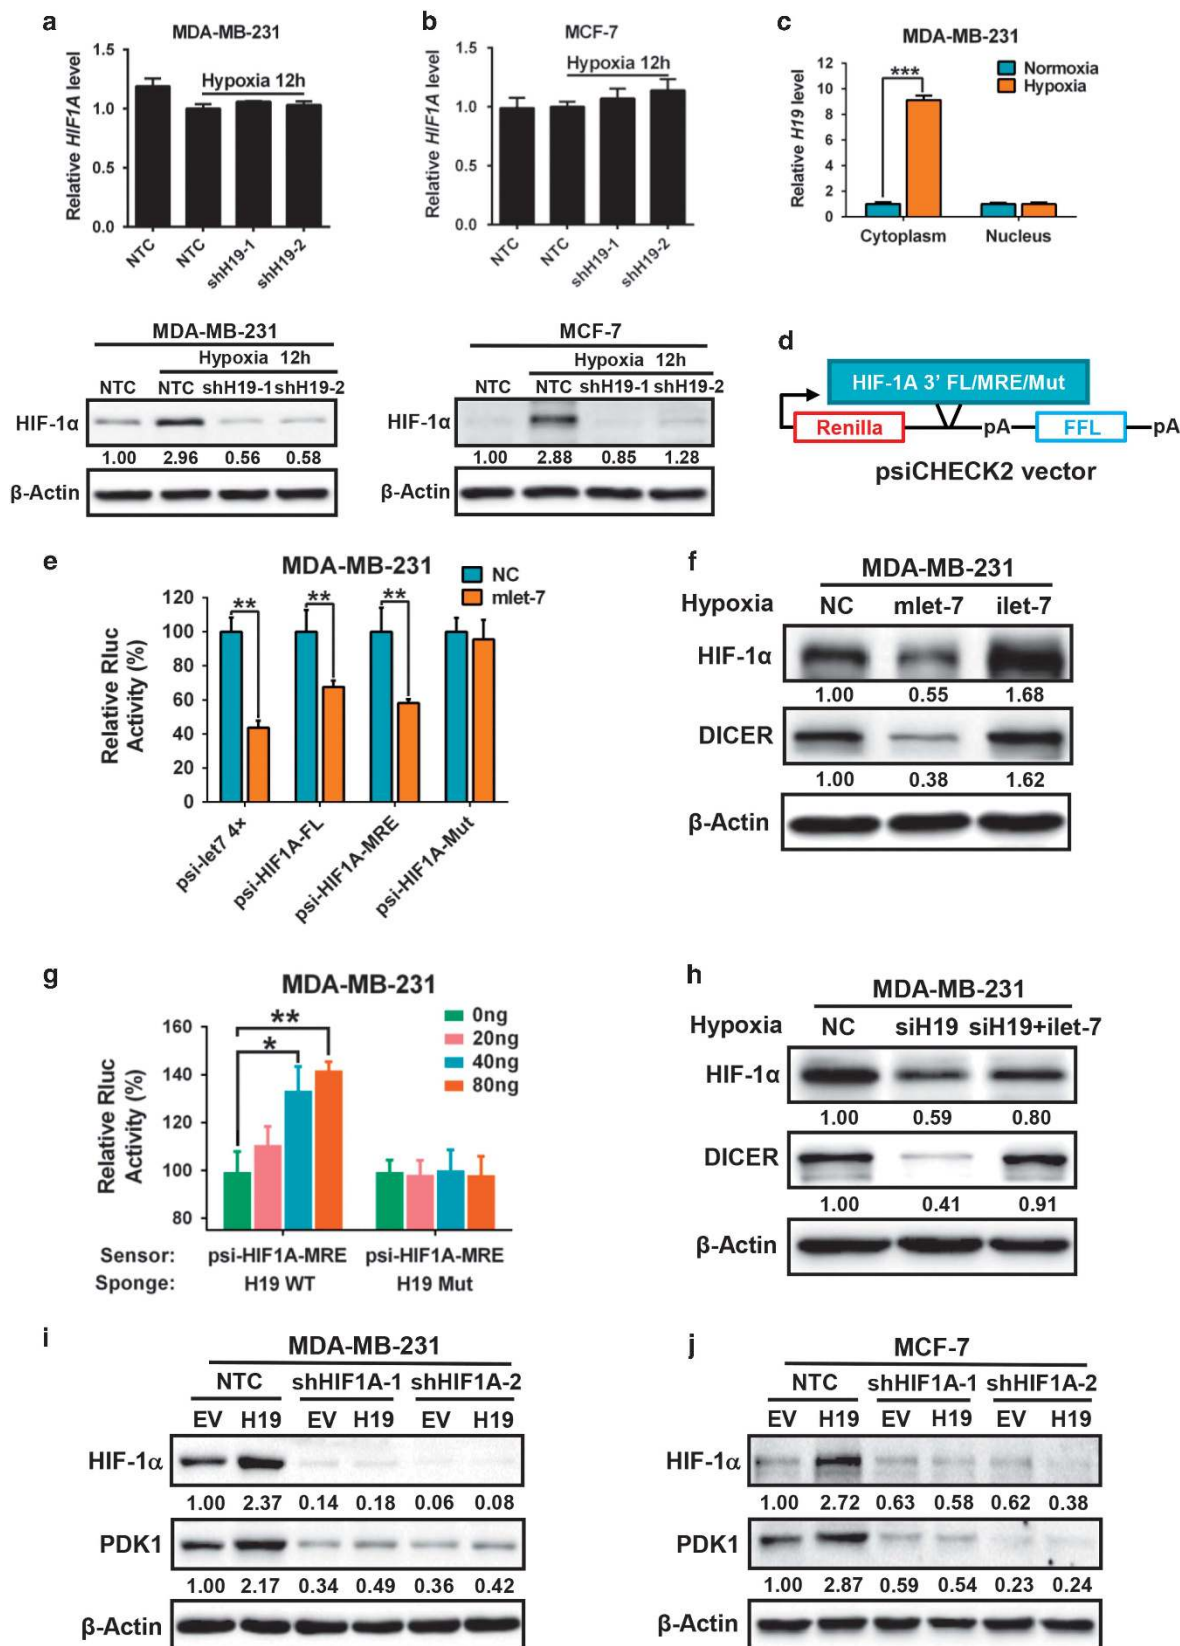 a
MDA-MB-231
Relative HIF1A level
1.5
1.0
0.5
0.0
Hypoxia 12h
NTC NTC shH19-1 shH19-2
b
MCF-7
Relative HIF1A level
1.5
1.0
0.5
0.0
Hypoxia 12h
NTC NTC shH19-1 shH19-2
c
MDA-MB-231
Relative H19 level
12
10
8
6
4
2
0
***
Normoxia
Hypoxia
Cytoplasm Nucleus
MDA-MB-231
Hypoxia 12h
NTC NTC shH19-1 shH19-2
HIF-1α
1.00 2.96 0.56 0.58
β-Actin
MCF-7
Hypoxia 12h
NTC NTC shH19-1 shH19-2
HIF-1α
1.00 2.88 0.85 1.28
β-Actin
d
HIF-1A 3' FL/MRE/Mut
Renilla pA FFL pA
psiCHECK2 vector
e
MDA-MB-231
NC
mlet-7
Relative Rluc
Activity (%)
120
100
80
60
40
20
0
** ** **
psi-let7 4× psi-HIF1A-FL psi-HIF1A-MRE psi-HIF1A-Mut
f
MDA-MB-231
Hypoxia NC mlet-7 ilet-7
HIF-1α
1.00 0.55 1.68
DICER
1.00 0.38 1.62
β-Actin
g
MDA-MB-231
Relative Rluc
Activity (%)
160
140
120
100
80
**
*
0ng
20ng
40ng
80ng
Sensor: psi-HIF1A-MRE psi-HIF1A-MRE
Sponge: H19 WT H19 Mut
h
MDA-MB-231
Hypoxia NC siH19 siH19+ilet-7
HIF-1α
1.00 0.59 0.80
DICER
1.00 0.41 0.91
β-Actin
i
MDA-MB-231
NTC shHIF1A-1 shHIF1A-2
EV H19 EV H19 EV H19
HIF-1α
1.00 2.37 0.14 0.18 0.06 0.08
PDK1
1.00 2.17 0.34 0.49 0.36 0.42
β-Actin
j
MCF-7
NTC shHIF1A-1 shHIF1A-2
EV H19 EV H19 EV H19
HIF-1α
1.00 2.72 0.63 0.58 0.62 0.38
PDK1
1.00 2.87 0.59 0.54 0.23 0.24
β-Actin